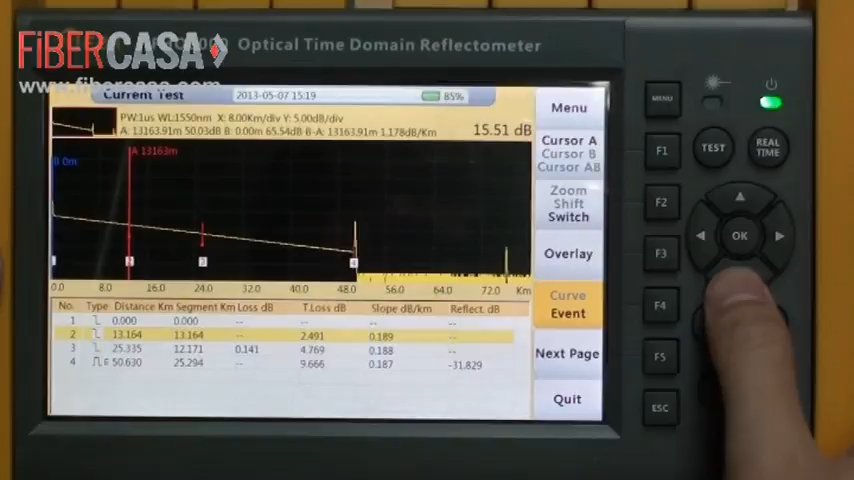 FiBERCASA
Optical Time Domain Reflectometer
www.fibercasa.com
Current Test
2013-05-07 15:19
85%
PW:1us WL:1550nm X: 8.00Km/div Y: 5.00dB/div
A: 13163.91m 50.03dB B: 0.00m 65.54dB B-A: 13163.91m 1.178dB/Km
15.51 dB
B 0m
A 13163m
2
3
4
0.0 8.0 16.0 24.0 32.0 40.0 48.0 56.0 64.0 72.0 Km
No. Type Distance Km Segment Km Loss dB T.Loss dB Slope dB/km Reflect. dB
1 0.000 0.000 -- -- -- --
2 13.164 13.164 -- 2.491 0.189 --
3 25.335 12.171 0.141 4.769 0.188 --
4 E 50.630 25.294 -- 9.666 0.187 -31.829
Menu
Cursor A
Cursor B
Cursor AB
Zoom
Shift
Switch
Overlay
Curve
Event
Next Page
Quit
MENU
F1
F2
F3
F4
F5
ESC
TEST
REAL
TIME
OK